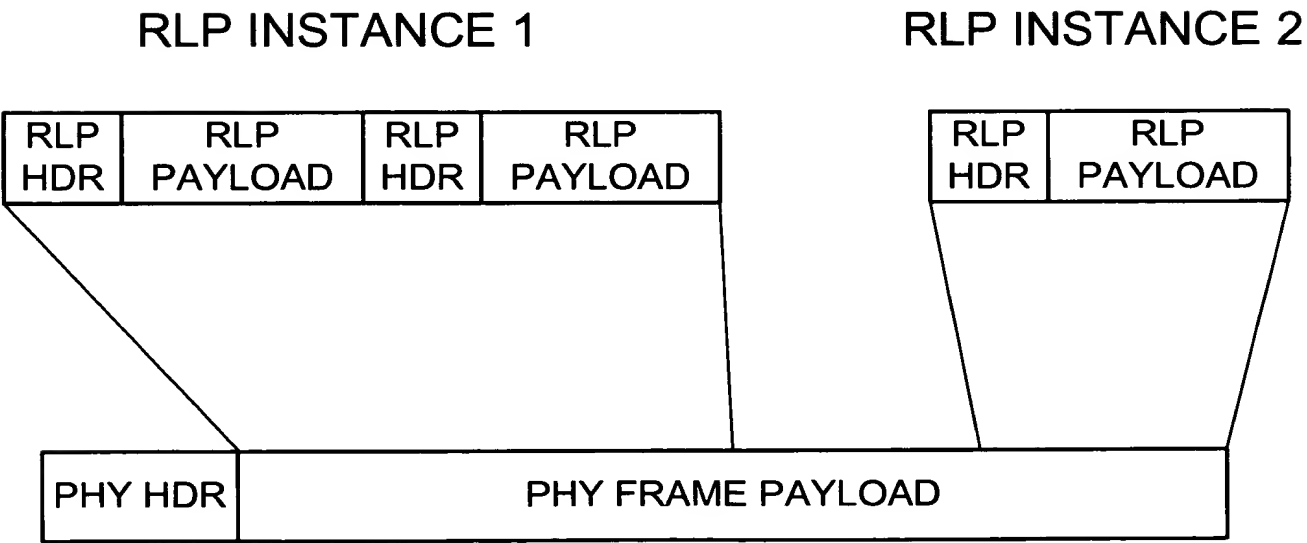 RLP INSTANCE 1
RLP INSTANCE 2
RLP HDR
RLP PAYLOAD
RLP HDR
RLP PAYLOAD
RLP HDR
RLP PAYLOAD
PHY HDR
PHY FRAME PAYLOAD